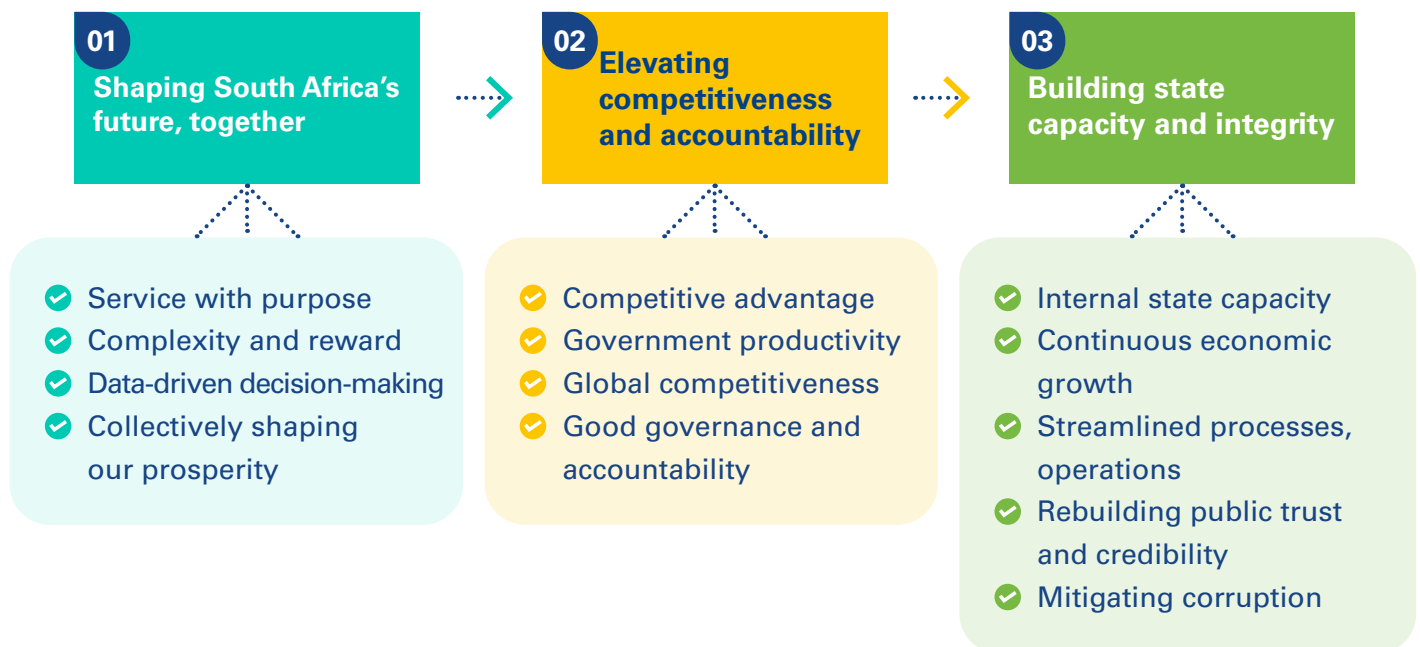 01
Shaping South Africa’s
future, together
Service with purpose
Complexity and reward
Data-driven decision-making
Collectively shaping
our prosperity
02
Elevating
competitiveness
and accountability
Competitive advantage
Government productivity
Global competitiveness
Good governance and
accountability
03
Building state
capacity and integrity
Internal state capacity
Continuous economic
growth
Streamlined processes,
operations
Rebuilding public trust
and credibility
Mitigating corruption